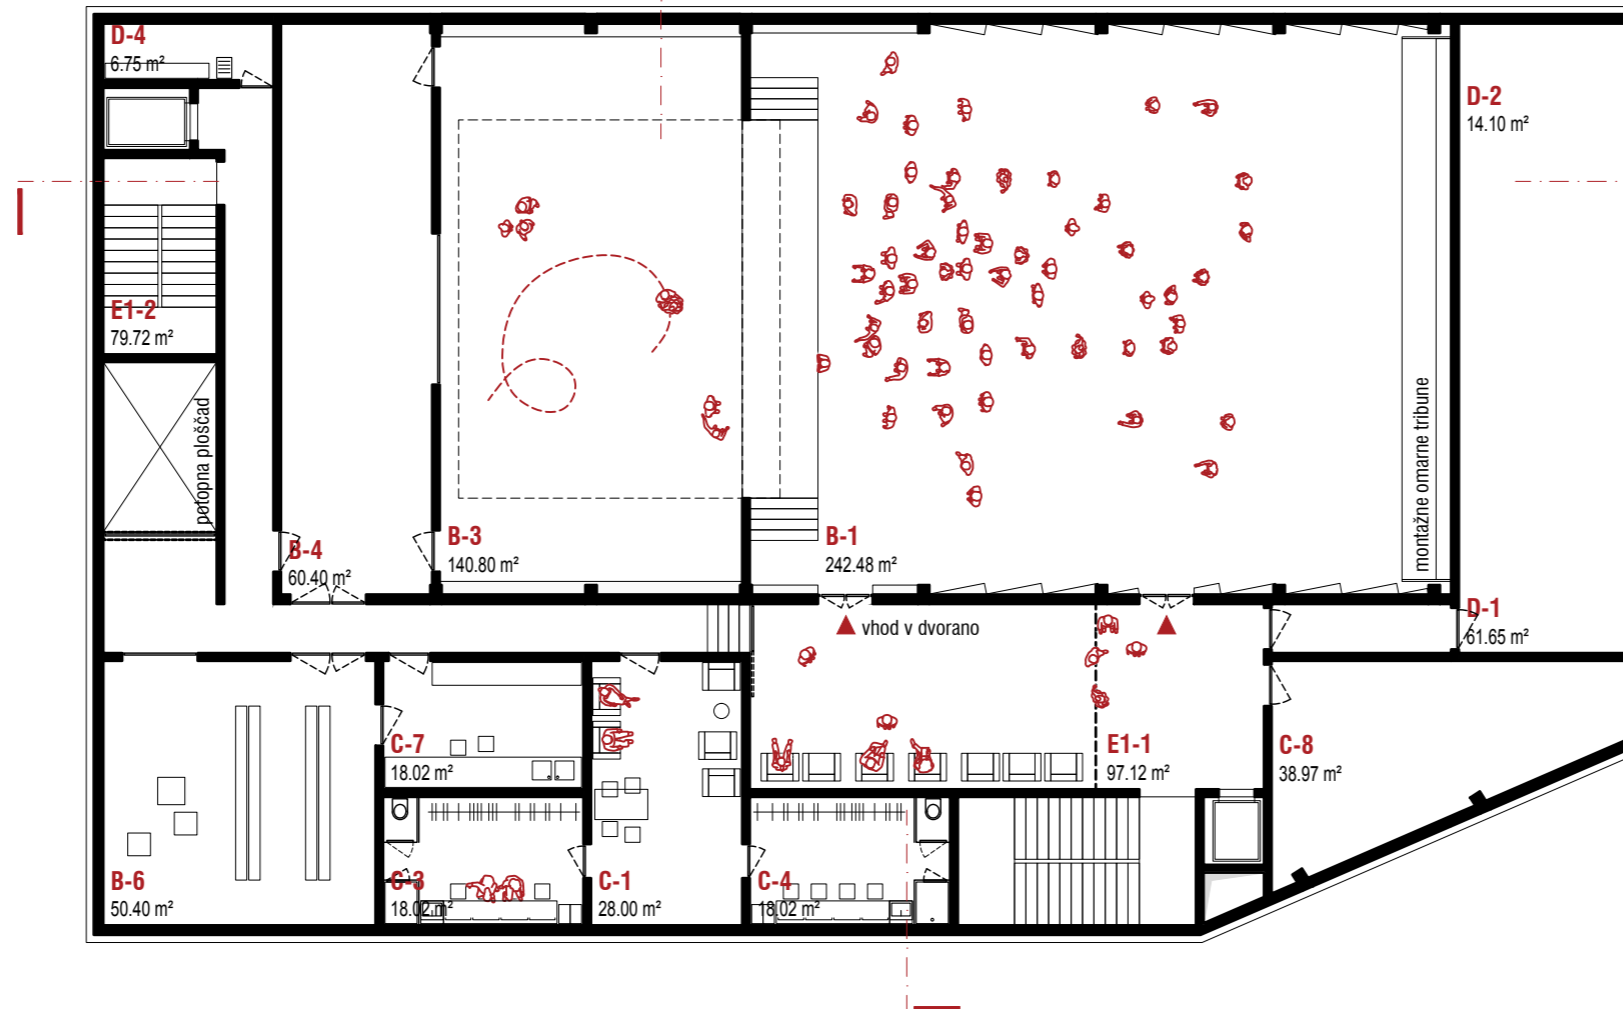 D-4
6.75 m²
D-2
14.10 m²
E1-2
79.72 m²
potopna ploščad
montažne omarne tribune
B-4
60.40 m²
B-3
140.80 m²
B-1
242.48 m²
D-1
61.65 m²
vhod v dvorano
C-7
18.02 m²
E1-1
97.12 m²
C-8
38.97 m²
B-6
50.40 m²
C-3
18.02 m²
C-1
28.00 m²
C-4
18.02 m²